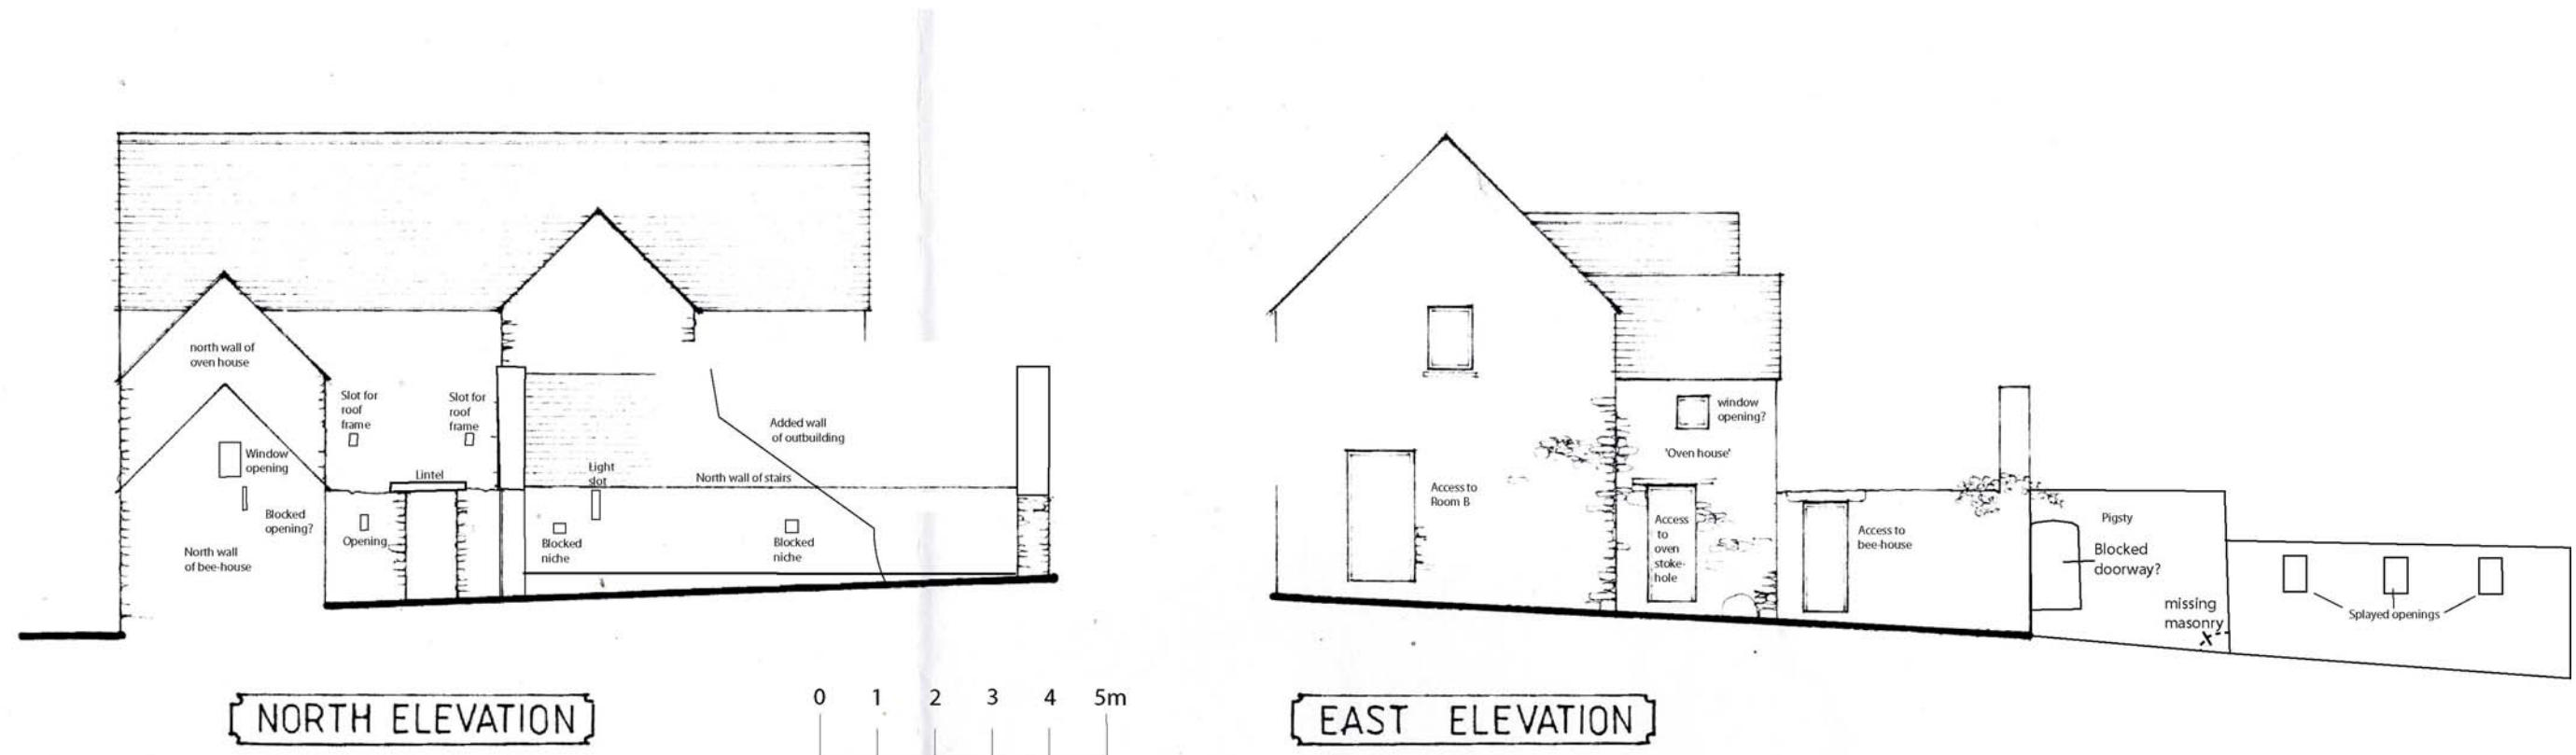 north wall of
oven house
Slot for
roof
frame
Slot for
roof
frame
Window
opening
Blocked
opening?
North wall
of bee-house
Opening
Lintel
Light
slot
Blocked
niche
North wall of stairs
Added wall
of outbuilding
Blocked
niche
NORTH ELEVATION
0 1 2 3 4 5m
Access to
Room B
window
opening?
'Oven house'
Access
to
oven
stoke-
hole
Access to
bee-house
Pigsty
Blocked
doorway?
missing
masonry
X
Splayed openings
EAST ELEVATION